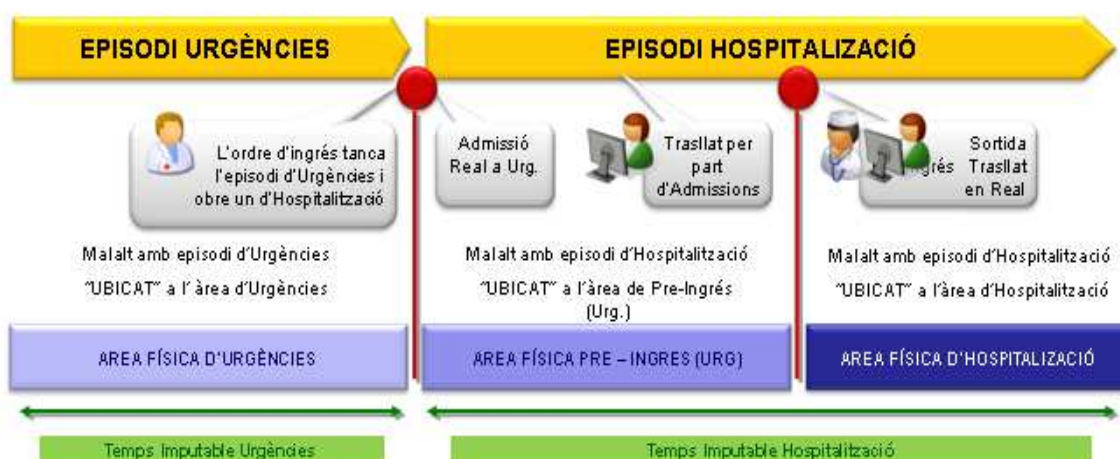 EPISODI URGÈNCIES
EPISODI HOSPITALIZACIÓ
L'ordre d'ingrés tanca
l'episodi d'Urgències i
obre un d'Hospitalització
Admissió
Real a Urg.
Trasllat per
part
d'Admissions
Sortida
Trasllat
en Real
Malalt amb episodi d'Urgències
"UBICAT" a l'àrea d'Urgències
Malalt amb episodi d'Hospitalització
"UBICAT" a l'àrea de Pre-Ingrés
(Urg.)
Malalt amb episodi d'Hospitalització
"UBICAT" a l'àrea d'Hospitalizació
AREA FÍSICA D'URGÈNCIES
AREA FÍSICA PRE – INGRES (URG)
AREA FÍSICA D'HOSPITALIZACIÓ
Temps Imputable Urgències
Temps Imputable Hospitalització